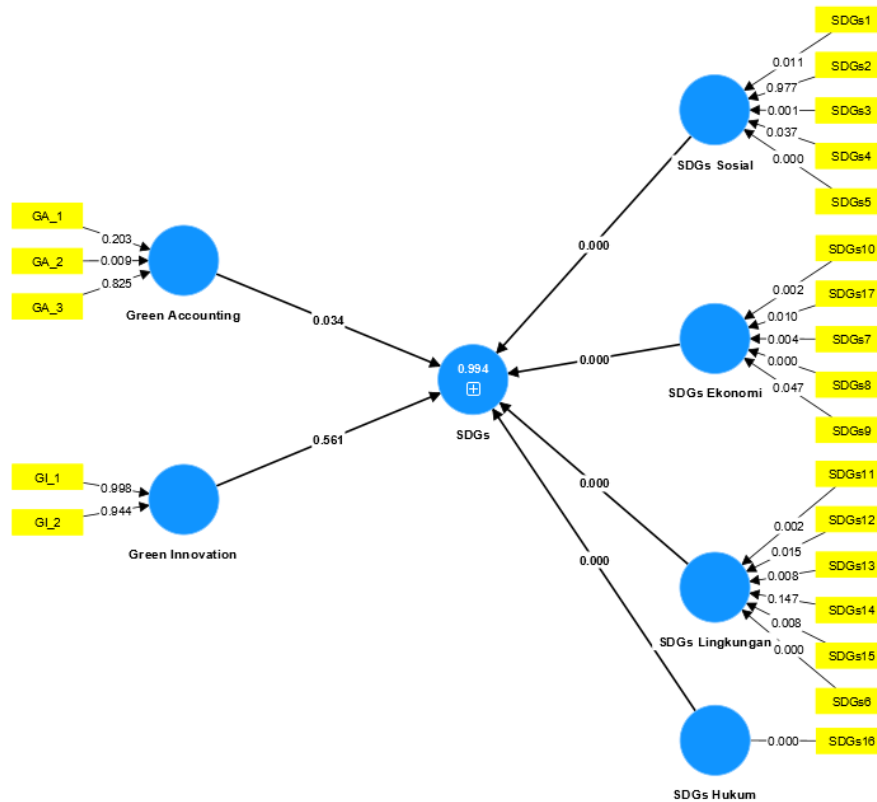 GA_1
GA_2
GA_3
0.203
0.009
0.825
Green Accounting
0.034
GI_1
GI_2
0.998
0.944
Green Innovation
0.561
0.994
SDGs
0.000
0.000
0.000
0.000
SDGs Sosial
0.011
0.977
0.001
0.037
0.000
SDGs1
SDGs2
SDGs3
SDGs4
SDGs5
SDGs Ekonomi
0.002
0.010
0.004
0.000
0.047
SDGs10
SDGs17
SDGs7
SDGs8
SDGs9
SDGs Lingkungan
0.002
0.015
0.008
0.147
0.008
0.000
SDGs11
SDGs12
SDGs13
SDGs14
SDGs15
SDGs6
SDGs Hukum
0.000
SDGs16